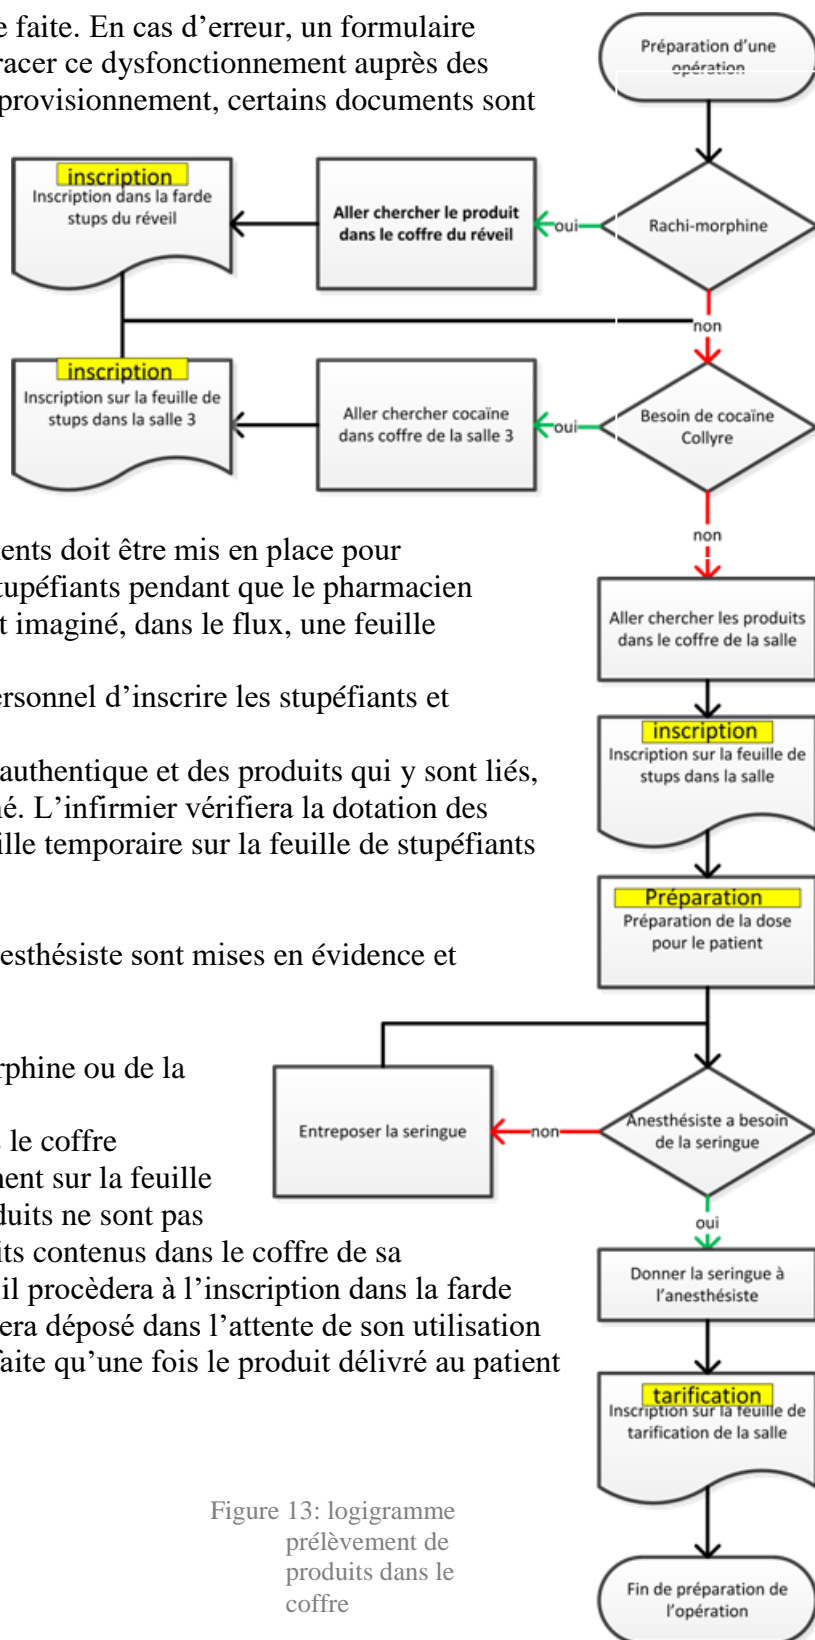 e faite. En cas d’erreur, un formulaire
racer ce dysfonctionnement auprès des
provisionnement, certains documents sont
Préparation d’une
opération
Rachi-morphine
oui
Aller chercher le produit
dans le coffre du réveil
inscription
Inscription dans la farde
stups du réveil
non
Besoin de cocaïne
Collyre
oui
Aller chercher cocaïne
dans coffre de la salle 3
inscription
Inscription sur la feuille de
stups dans la salle 3
non
ents doit être mis en place pour
tupéfiants pendant que le pharmacien
t imaginé, dans le flux, une feuille
ersonnel d’inscrire les stupéfiants et
authentique et des produits qui y sont liés,
né. L’infirmier vérifiera la dotation des
ille temporaire sur la feuille de stupéfiants
esthésiste sont mises en évidence et
rphine ou de la
le coffre
ment sur la feuille
duits ne sont pas
its contenus dans le coffre de sa
il procèdera à l’inscription dans la farde
era déposé dans l’attente de son utilisation
faite qu’une fois le produit délivré au patient
Aller chercher les produits
dans le coffre de la salle
inscription
Inscription sur la feuille de
stups dans la salle
Préparation
Préparation de la dose
pour le patient
Anesthésiste a besoin
de la seringue
non
Entreposer la seringue
oui
Donner la seringue à
l’anesthésiste
tarification
Inscription sur la feuille de
tarification de la salle
Fin de préparation de
l’opération
Figure 13: logigramme
prélèvement de
produits dans le
coffre